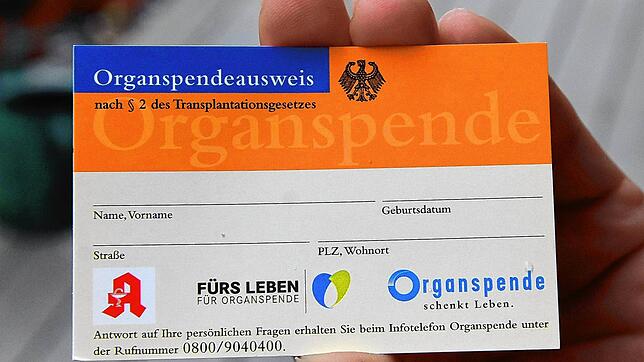 Organspendeausweis
nach § 2 des Transplantationsgesetzes
Organspende
Name, Vorname
Geburtsdatum
Straße
PLZ, Wohnort
FÜRS LEBEN
FÜR ORGANSPENDE
Organspende
schenkt Leben.
Antwort auf Ihre persönlichen Fragen erhalten Sie beim Infotelefon Organspende unter
der Rufnummer 0800/9040400.